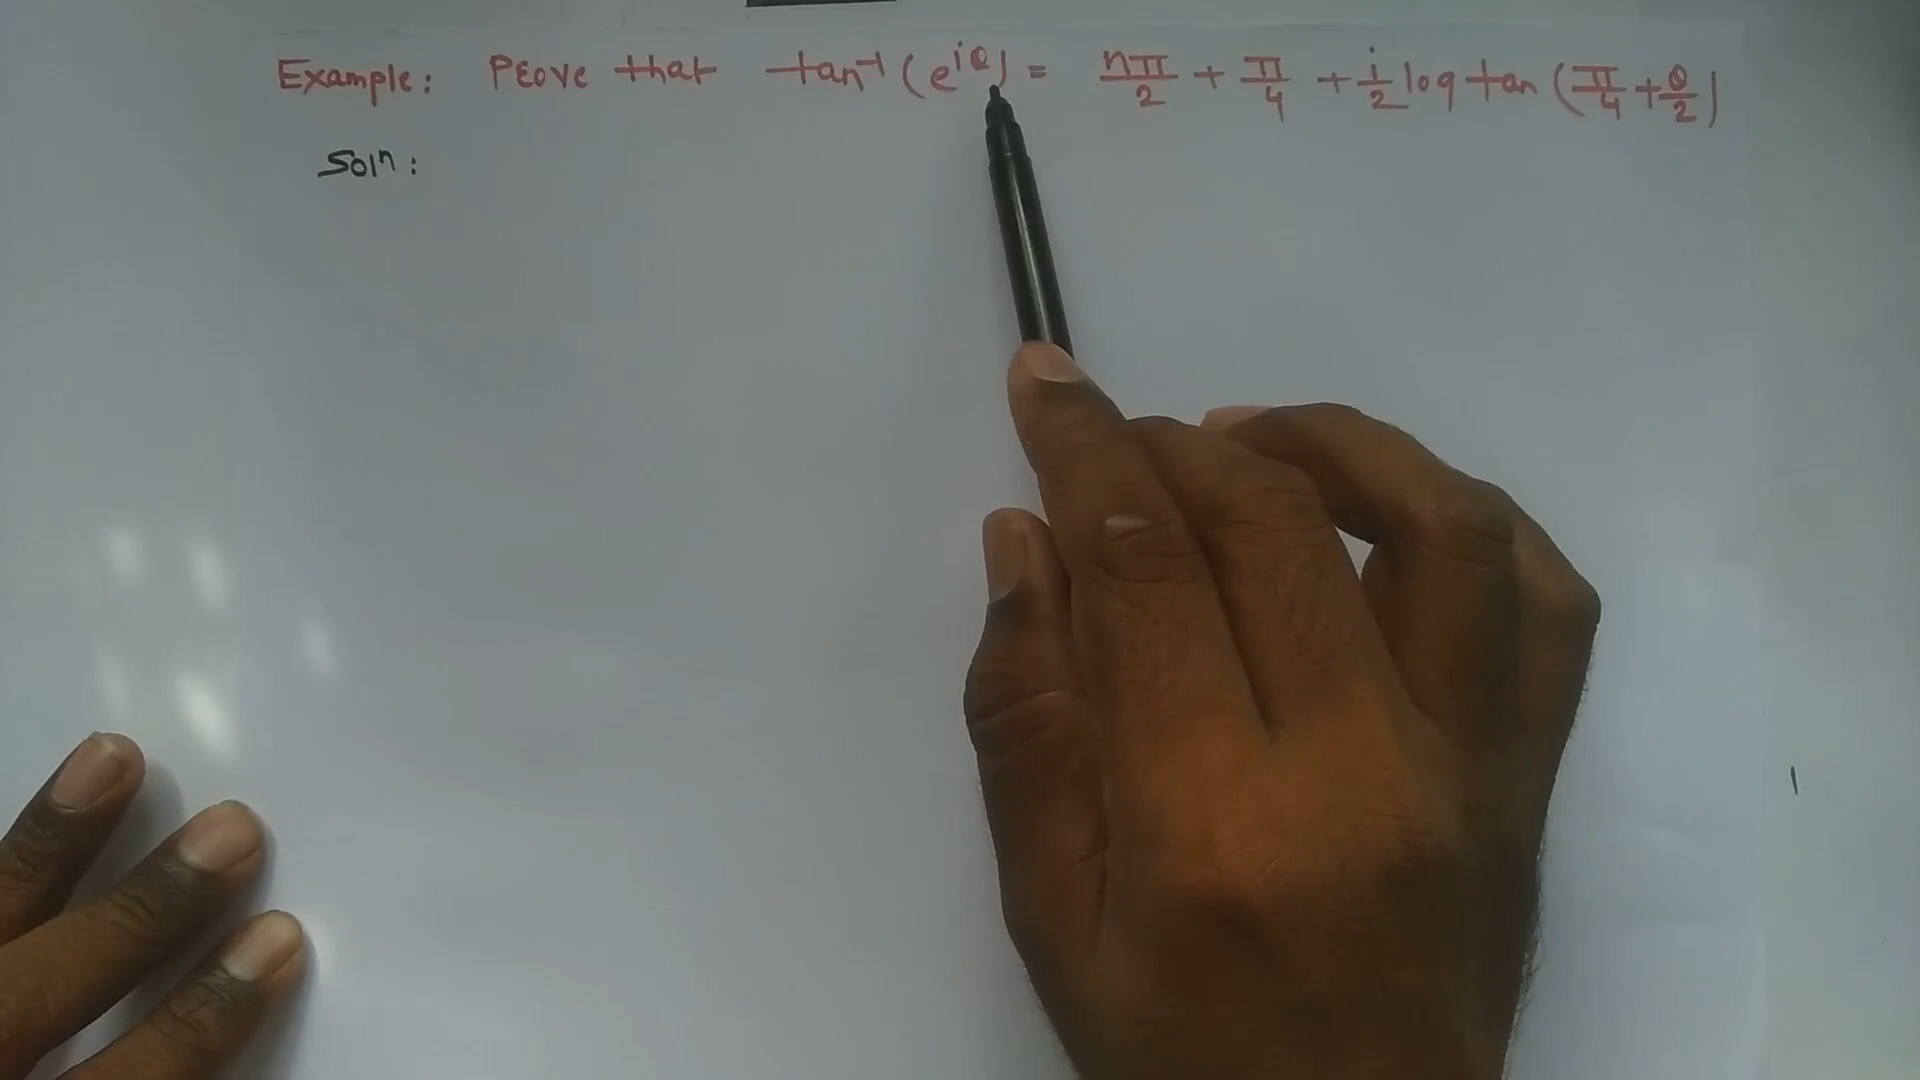 Example: Prove that tan⁻¹(e^iθ) = nπ/2 + π/4 + i/2 log tan (π/4 + θ/2)
Solⁿ: